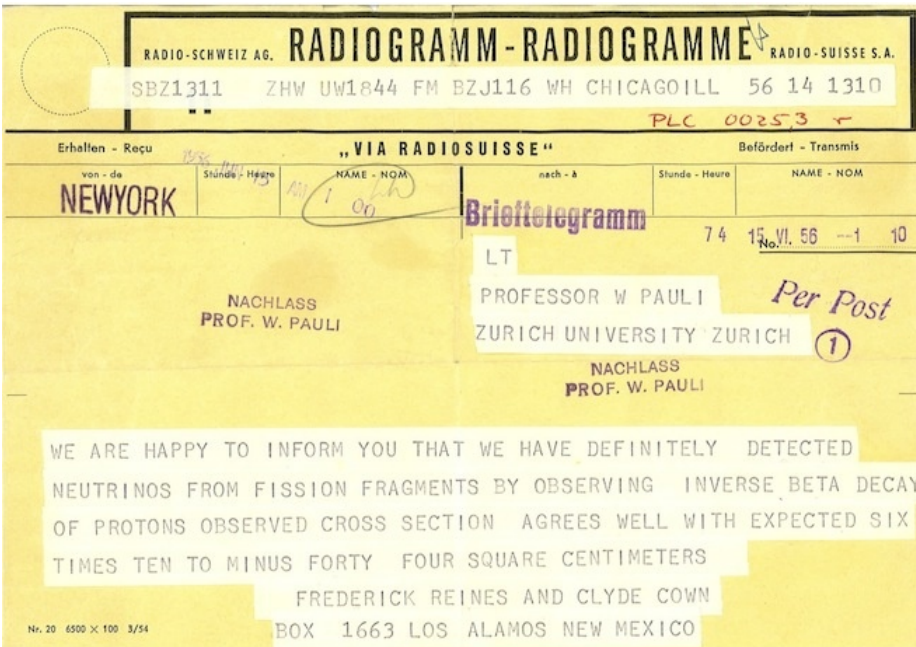 RADIO-SCHWEIZ AG. RADIOGRAMM-RADIOGRAMME RADIO-SUISSE S.A.
SBZ1311 ZHW UW1844 FM BZJ116 WH CHICAGOILL 56 14 1310
PLC 00253
Erhalten - Reçu „VIA RADIOSUISSE“ Befördert - Transmis
von - de Stunde - Heure NAME - NOM nach - à Stunde - Heure NAME - NOM
NEWYORK
Brieftelegramm
74 15.VI.56 --1 10
No.
LT
PROFESSOR W PAULI
Per Post
ZURICH UNIVERSITY ZURICH
1
NACHLASS
PROF. W. PAULI
NACHLASS
PROF. W. PAULI
WE ARE HAPPY TO INFORM YOU THAT WE HAVE DEFINITELY DETECTED
NEUTRINOS FROM FISSION FRAGMENTS BY OBSERVING INVERSE BETA DECAY
OF PROTONS OBSERVED CROSS SECTION AGREES WELL WITH EXPECTED SIX
TIMES TEN TO MINUS FORTY FOUR SQUARE CENTIMETERS
FREDERICK REINES AND CLYDE COWN
BOX 1663 LOS ALAMOS NEW MEXICO
Nr. 20 6500 × 100 3/54